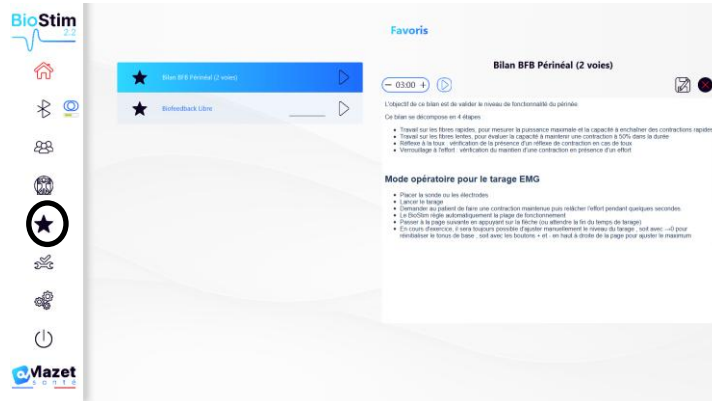 BioStim
2.2
Favoris
Bilan BFB Périnéal (2 voies)
Biofeedback Libre
Bilan BFB Périnéal (2 voies)
− 03:00 +
L'objectif de ce bilan est de valider le niveau de fonctionnalité du périnée.
Ce bilan se décompose en 4 étapes
• Travail sur les fibres rapides, pour mesurer la puissance maximale et la capacité à enchaîner des contractions rapides
• Travail sur les fibres lentes, pour évaluer la capacité à maintenir une contraction à 50% dans la durée
• Réflexe à la toux : vérification de la présence d'un réflexe de contraction en cas de toux
• Verrouillage à l'effort : vérification du maintien d'une contraction en présence d'un effort
Mode opératoire pour le tarage EMG
• Placer la sonde ou les électrodes
• Lancer le tarage
• Demander au patient de faire une contraction maintenue puis relâcher l'effort pendant quelques secondes.
• Le BioStim règle automatiquement la plage de fonctionnement
• Passer à la page suivante en appuyant sur la flèche (ou attendre la fin du temps de tarage)
• En cours d'exercice, il sera toujours possible d'ajuster manuellement le niveau du tarage , soit avec →0 pour
réinitialiser le tonus de base , soit avec les boutons + et - en haut à droite de la page pour ajuster le maximum
Mazet
santé